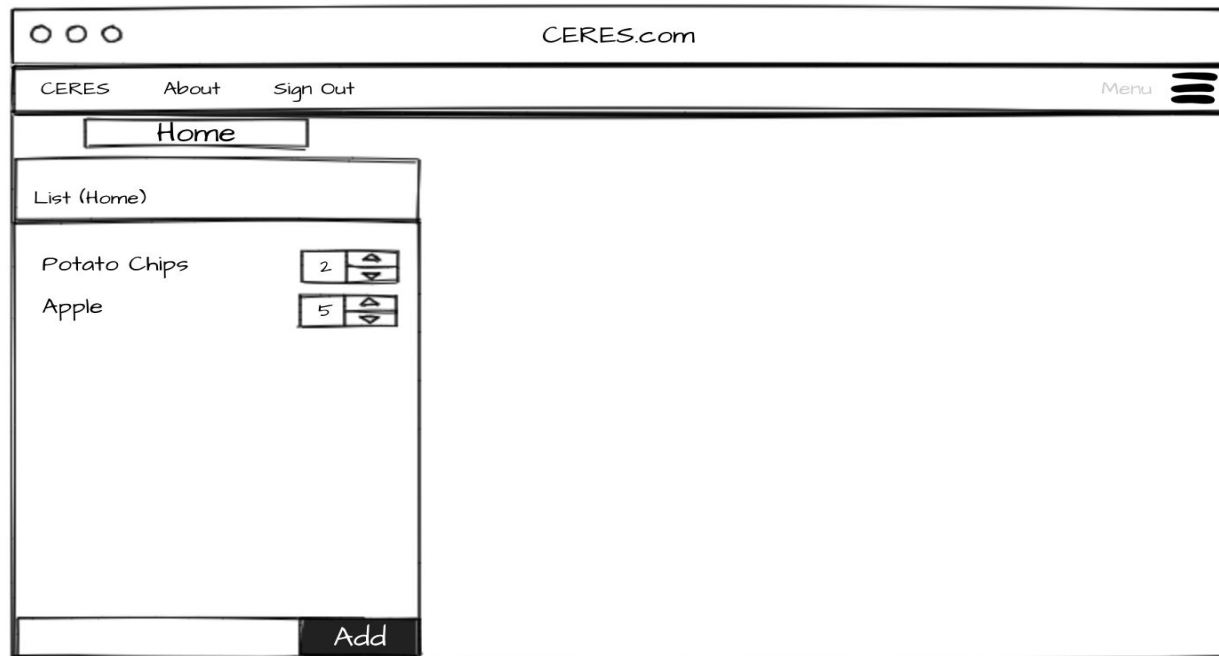 CERES.com
CERES About Sign Out Menu
Home
List (Home)
Potato Chips 2
Apple 5
Add